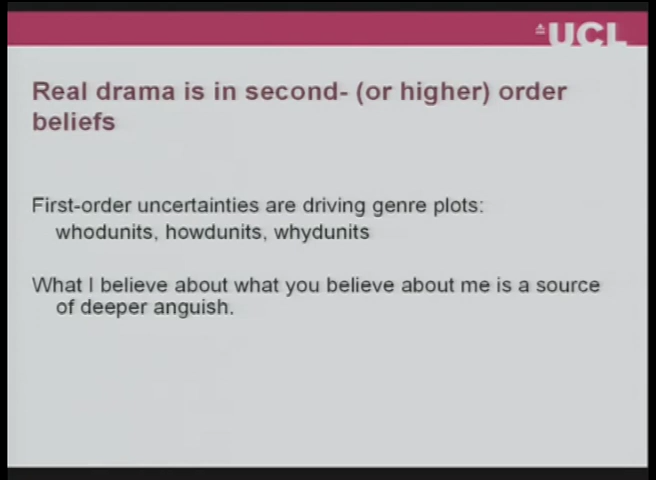 UCL
Real drama is in second- (or higher) order
beliefs
First-order uncertainties are driving genre plots:
whodunits, howdunits, whydunits
What I believe about what you believe about me is a source
of deeper anguish.